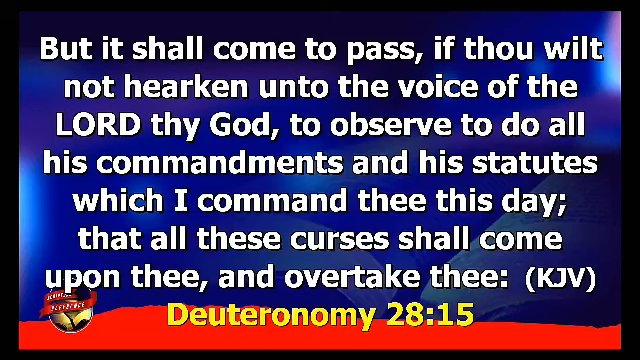 But it shall come to pass, if thou wilt
not hearken unto the voice of the
LORD thy God, to observe to do all
his commandments and his statutes
which I command thee this day;
that all these curses shall come
upon thee, and overtake thee: (KJV)
Deuteronomy 28:15
SCRIPTURE
REFERENCE